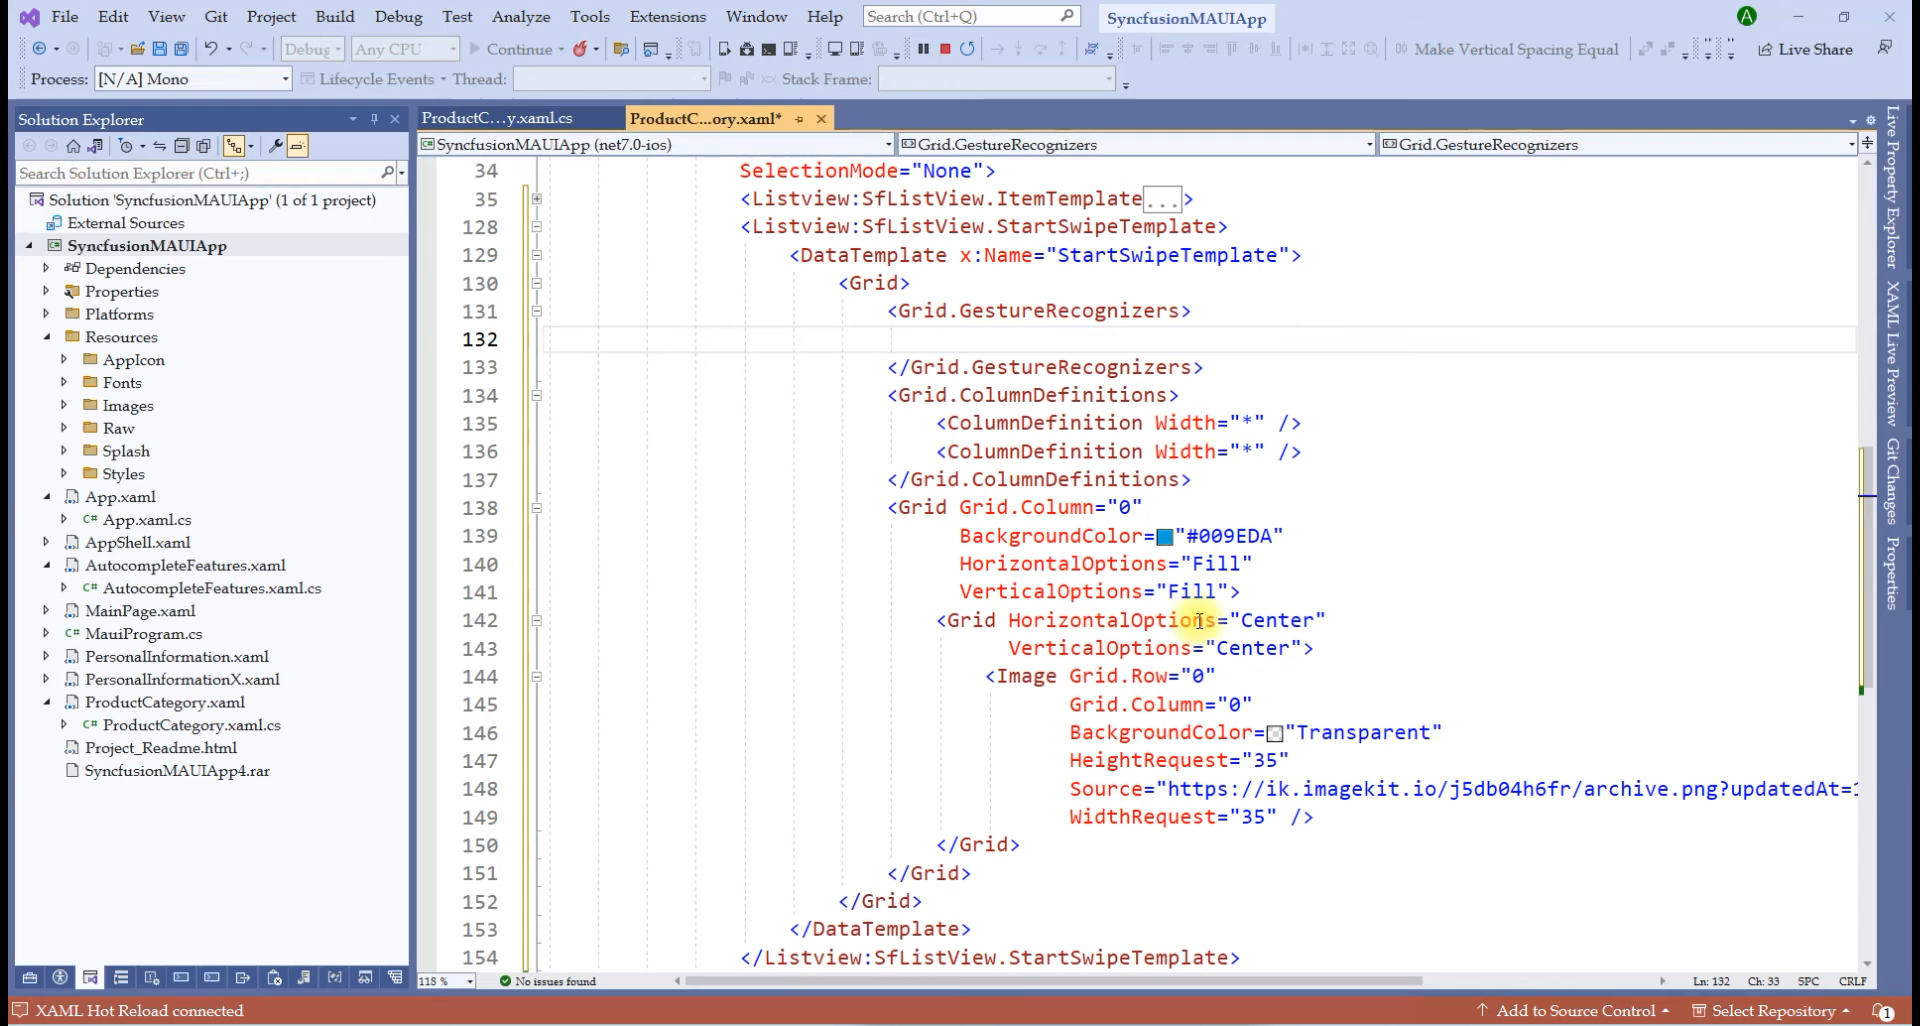 File Edit View Git Project Build Debug Test Analyze Tools Extensions Window Help Search (Ctrl+Q) SyncfusionMAUIApp A
Debug Any CPU Continue Make Vertical Spacing Equal Live Share
Process: [N/A] Mono Lifecycle Events Thread: Stack Frame:
Solution Explorer
Search Solution Explorer (Ctrl+;)
Solution 'SyncfusionMAUIApp' (1 of 1 project)
External Sources
SyncfusionMAUIApp
Dependencies
Properties
Platforms
Resources
AppIcon
Fonts
Images
Raw
Splash
Styles
App.xaml
C# App.xaml.cs
AppShell.xaml
AutocompleteFeatures.xaml
C# AutocompleteFeatures.xaml.cs
MainPage.xaml
C# MauiProgram.cs
PersonalInformation.xaml
PersonalInformationX.xaml
ProductCategory.xaml
C# ProductCategory.xaml.cs
Project_Readme.html
SyncfusionMAUIApp4.rar
ProductC...y.xaml.cs ProductC...ory.xaml*
SyncfusionMAUIApp (net7.0-ios) Grid.GestureRecognizers Grid.GestureRecognizers
34 SelectionMode="None">
35 <Listview:SfListView.ItemTemplate...>
128 <Listview:SfListView.StartSwipeTemplate>
129 <DataTemplate x:Name="StartSwipeTemplate">
130 <Grid>
131 <Grid.GestureRecognizers>
132
133 </Grid.GestureRecognizers>
134 <Grid.ColumnDefinitions>
135 <ColumnDefinition Width="*" />
136 <ColumnDefinition Width="*" />
137 </Grid.ColumnDefinitions>
138 <Grid Grid.Column="0"
139 BackgroundColor="#009EDA"
140 HorizontalOptions="Fill"
141 VerticalOptions="Fill">
142 <Grid HorizontalOptions="Center"
143 VerticalOptions="Center">
144 <Image Grid.Row="0"
145 Grid.Column="0"
146 BackgroundColor="Transparent"
147 HeightRequest="35"
148 Source="https://ik.imagekit.io/j5db04h6fr/archive.png?updatedAt=1
149 WidthRequest="35" />
150 </Grid>
151 </Grid>
152 </Grid>
153 </DataTemplate>
154 </Listview:SfListView.StartSwipeTemplate>
118 % No issues found Ln: 132 Ch: 33 SPC CRLF
Live Property Explorer
XAML Live Preview
Git Changes
Properties
XAML Hot Reload connected Add to Source Control Select Repository 1